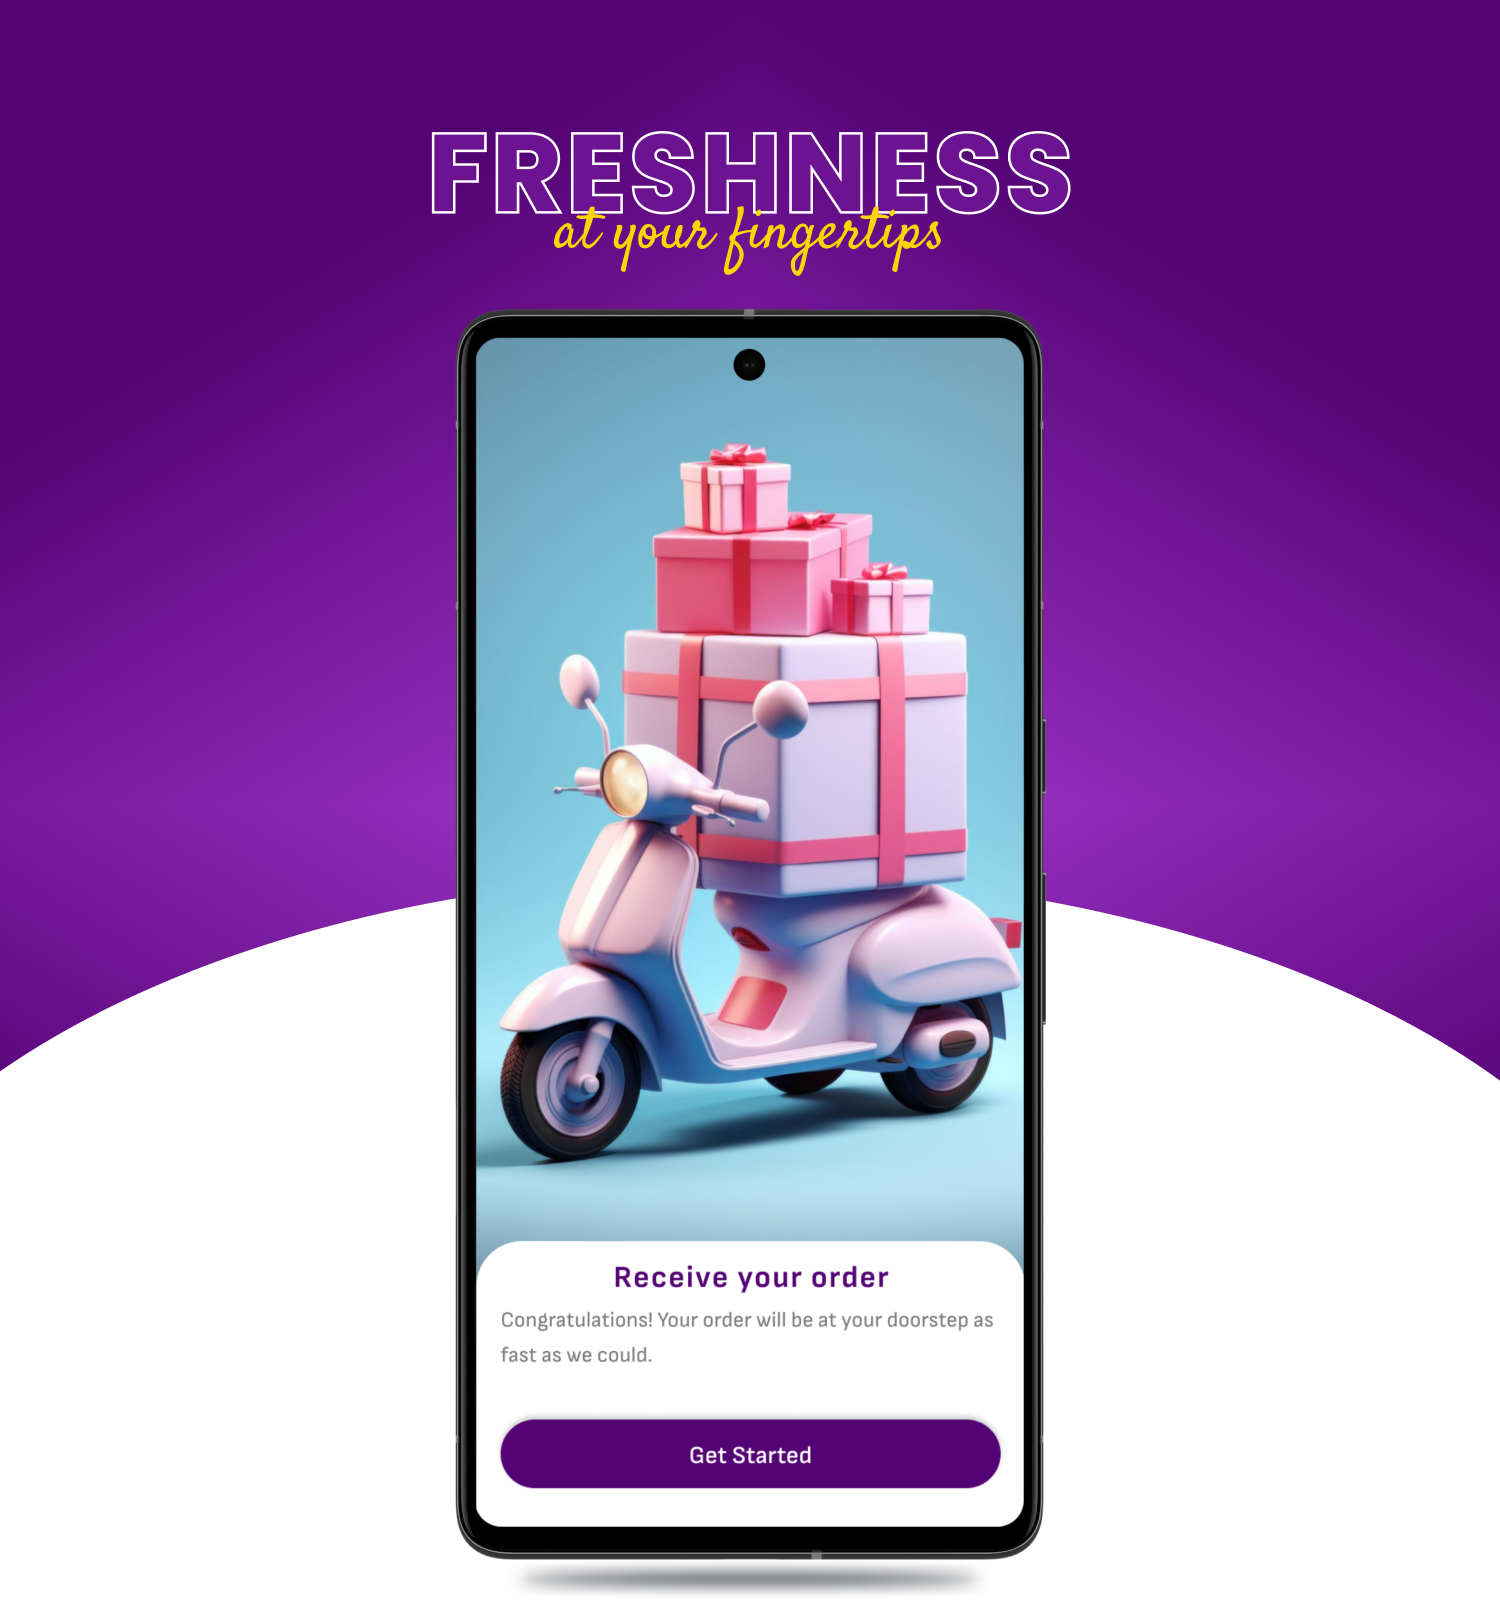 FRESHNESS
at your fingertips
Receive your order
Congratulations! Your order will be at your doorstep as
fast as we could.
Get Started